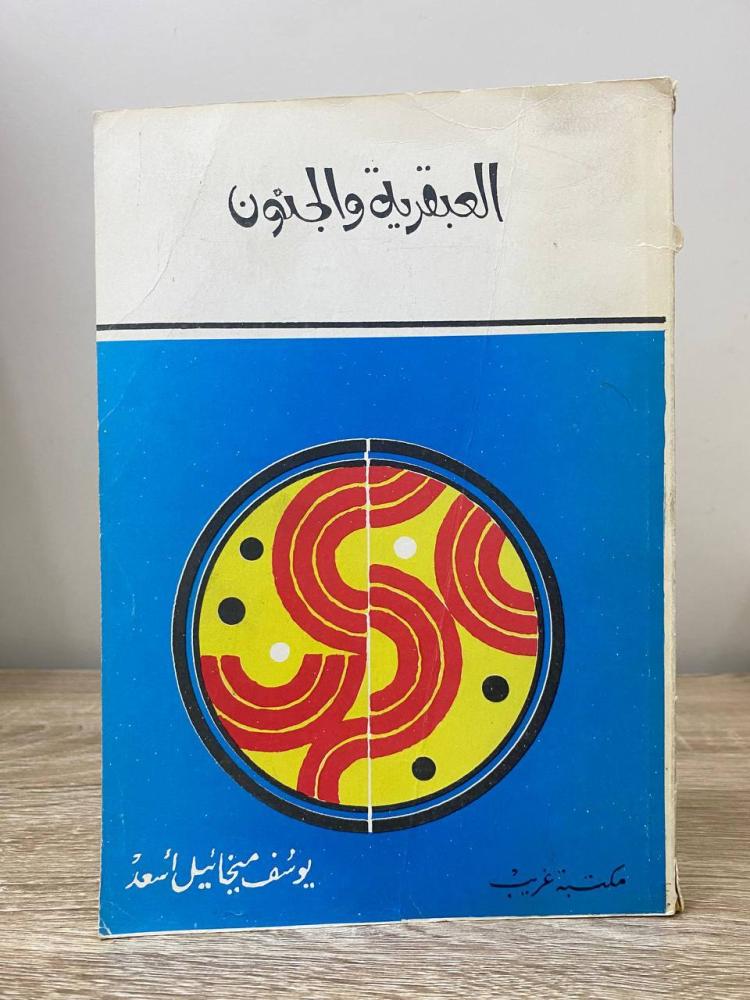 العبقرية والجنون
مكتبة غريب
يوسف ميخائيل أسعد